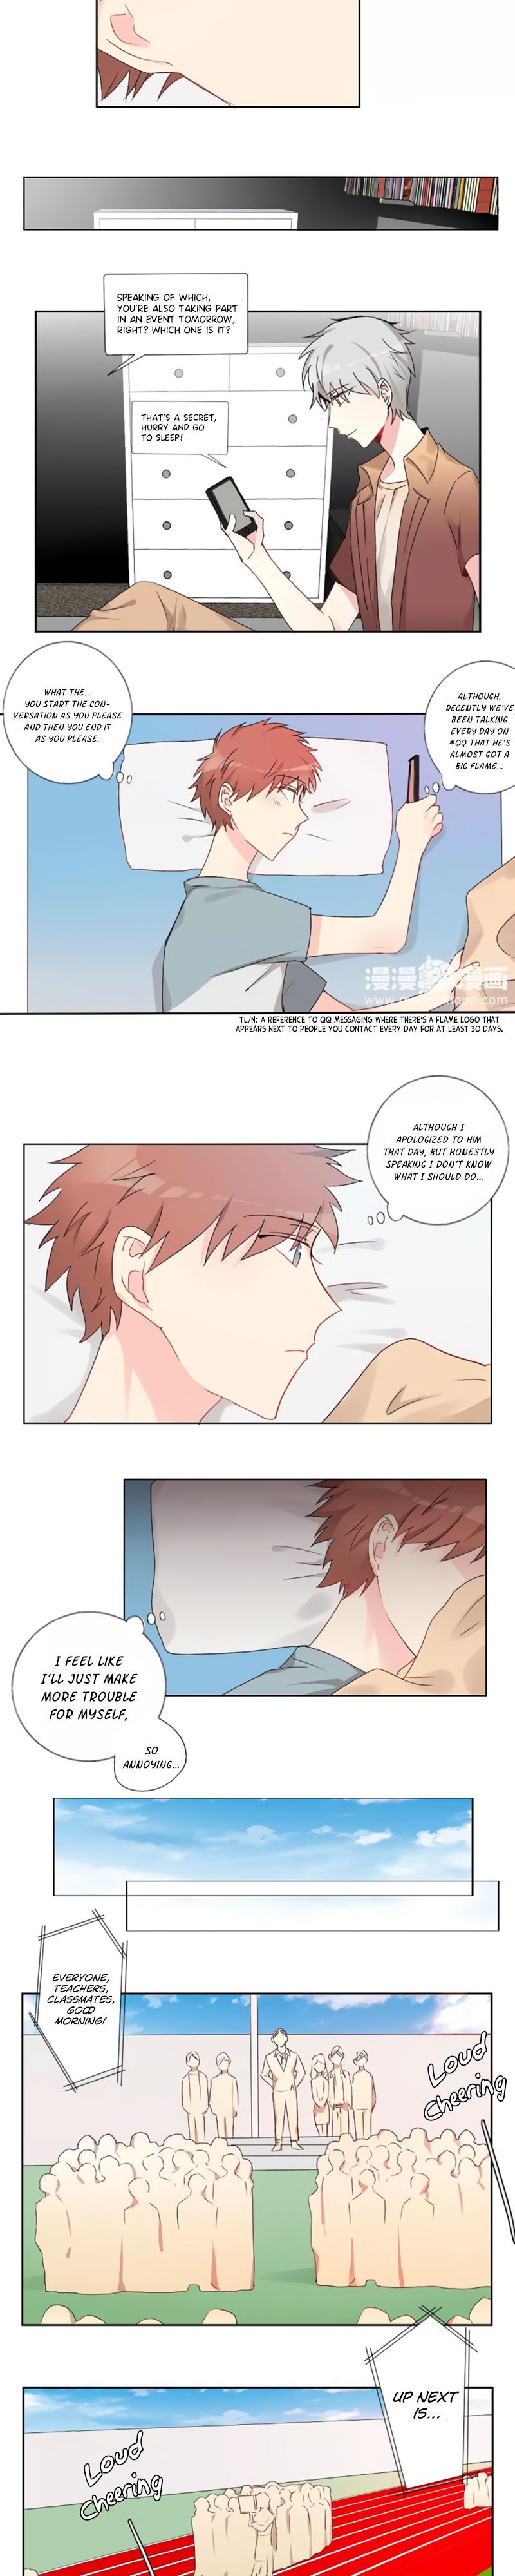 SPEAKING OF WHICH,
YOU'RE ALSO TAKING PART
IN AN EVENT TOMORROW,
RIGHT? WHICH ONE IS IT?
THAT'S A SECRET,
HURRY AND GO
TO SLEEP!
WHAT THE...
YOU START THE CON-
VERSATION AS YOU PLEASE
AND THEN YOU END IT
AS YOU PLEASE.
ALTHOUGH,
RECENTLY WE'VE
BEEN TALKING
EVERY DAY ON
*QQ THAT HE'S
ALMOST GOT A
BIG FLAME...
漫漫漫画
TL/N: A REFERENCE TO QQ MESSAGING WHERE THERE'S A FLAME LOGO THAT
APPEARS NEXT TO PEOPLE YOU CONTACT EVERY DAY FOR AT LEAST 30 DAYS.
ALTHOUGH I
APOLOGIZED TO HIM
THAT DAY, BUT HONESTLY
SPEAKING I DON'T KNOW
WHAT I SHOULD DO...
I FEEL LIKE
I'LL JUST MAKE
MORE TROUBLE
FOR MYSELF,
SO
ANNOYING...
EVERYONE,
TEACHERS,
CLASSMATES,
GOOD
MORNING!
Loud
Cheering
UP NEXT
IS...
Loud
Cheering